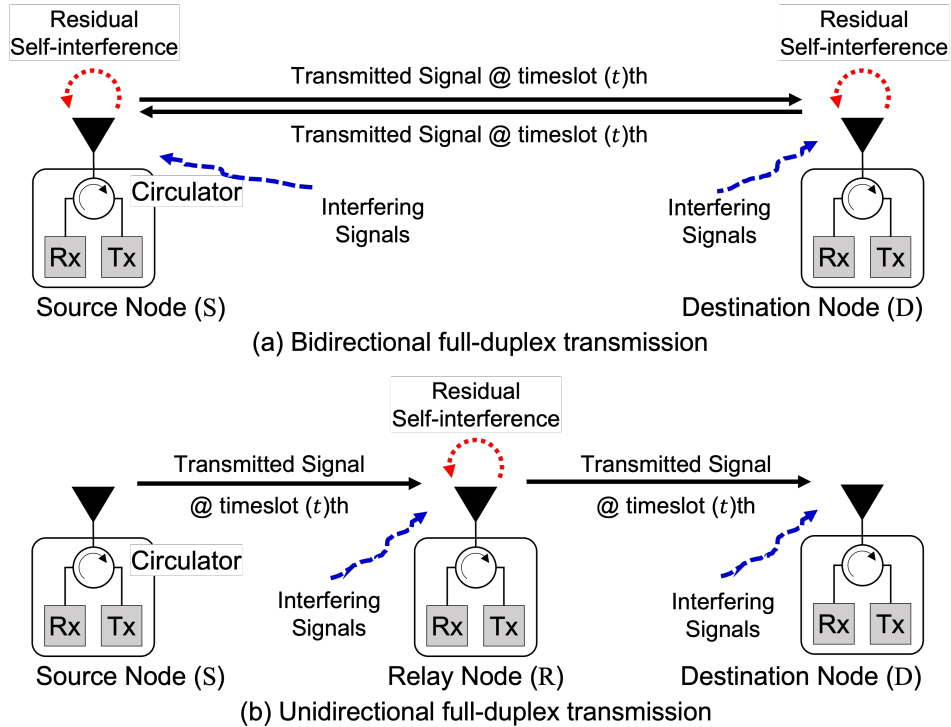 Residual
Self-interference
Residual
Self-interference
Transmitted Signal @ timeslot (t)th
Transmitted Signal @ timeslot (t)th
Circulator
Interfering
Signals
Interfering
Signals
Rx Tx
Rx Tx
Source Node (S)
Destination Node (D)
(a) Bidirectional full-duplex transmission
Residual
Self-interference
Transmitted Signal
@ timeslot (t)th
Transmitted Signal
@ timeslot (t)th
Circulator
Interfering
Signals
Interfering
Signals
Rx Tx
Rx Tx
Rx Tx
Source Node (S)
Relay Node (R)
Destination Node (D)
(b) Unidirectional full-duplex transmission